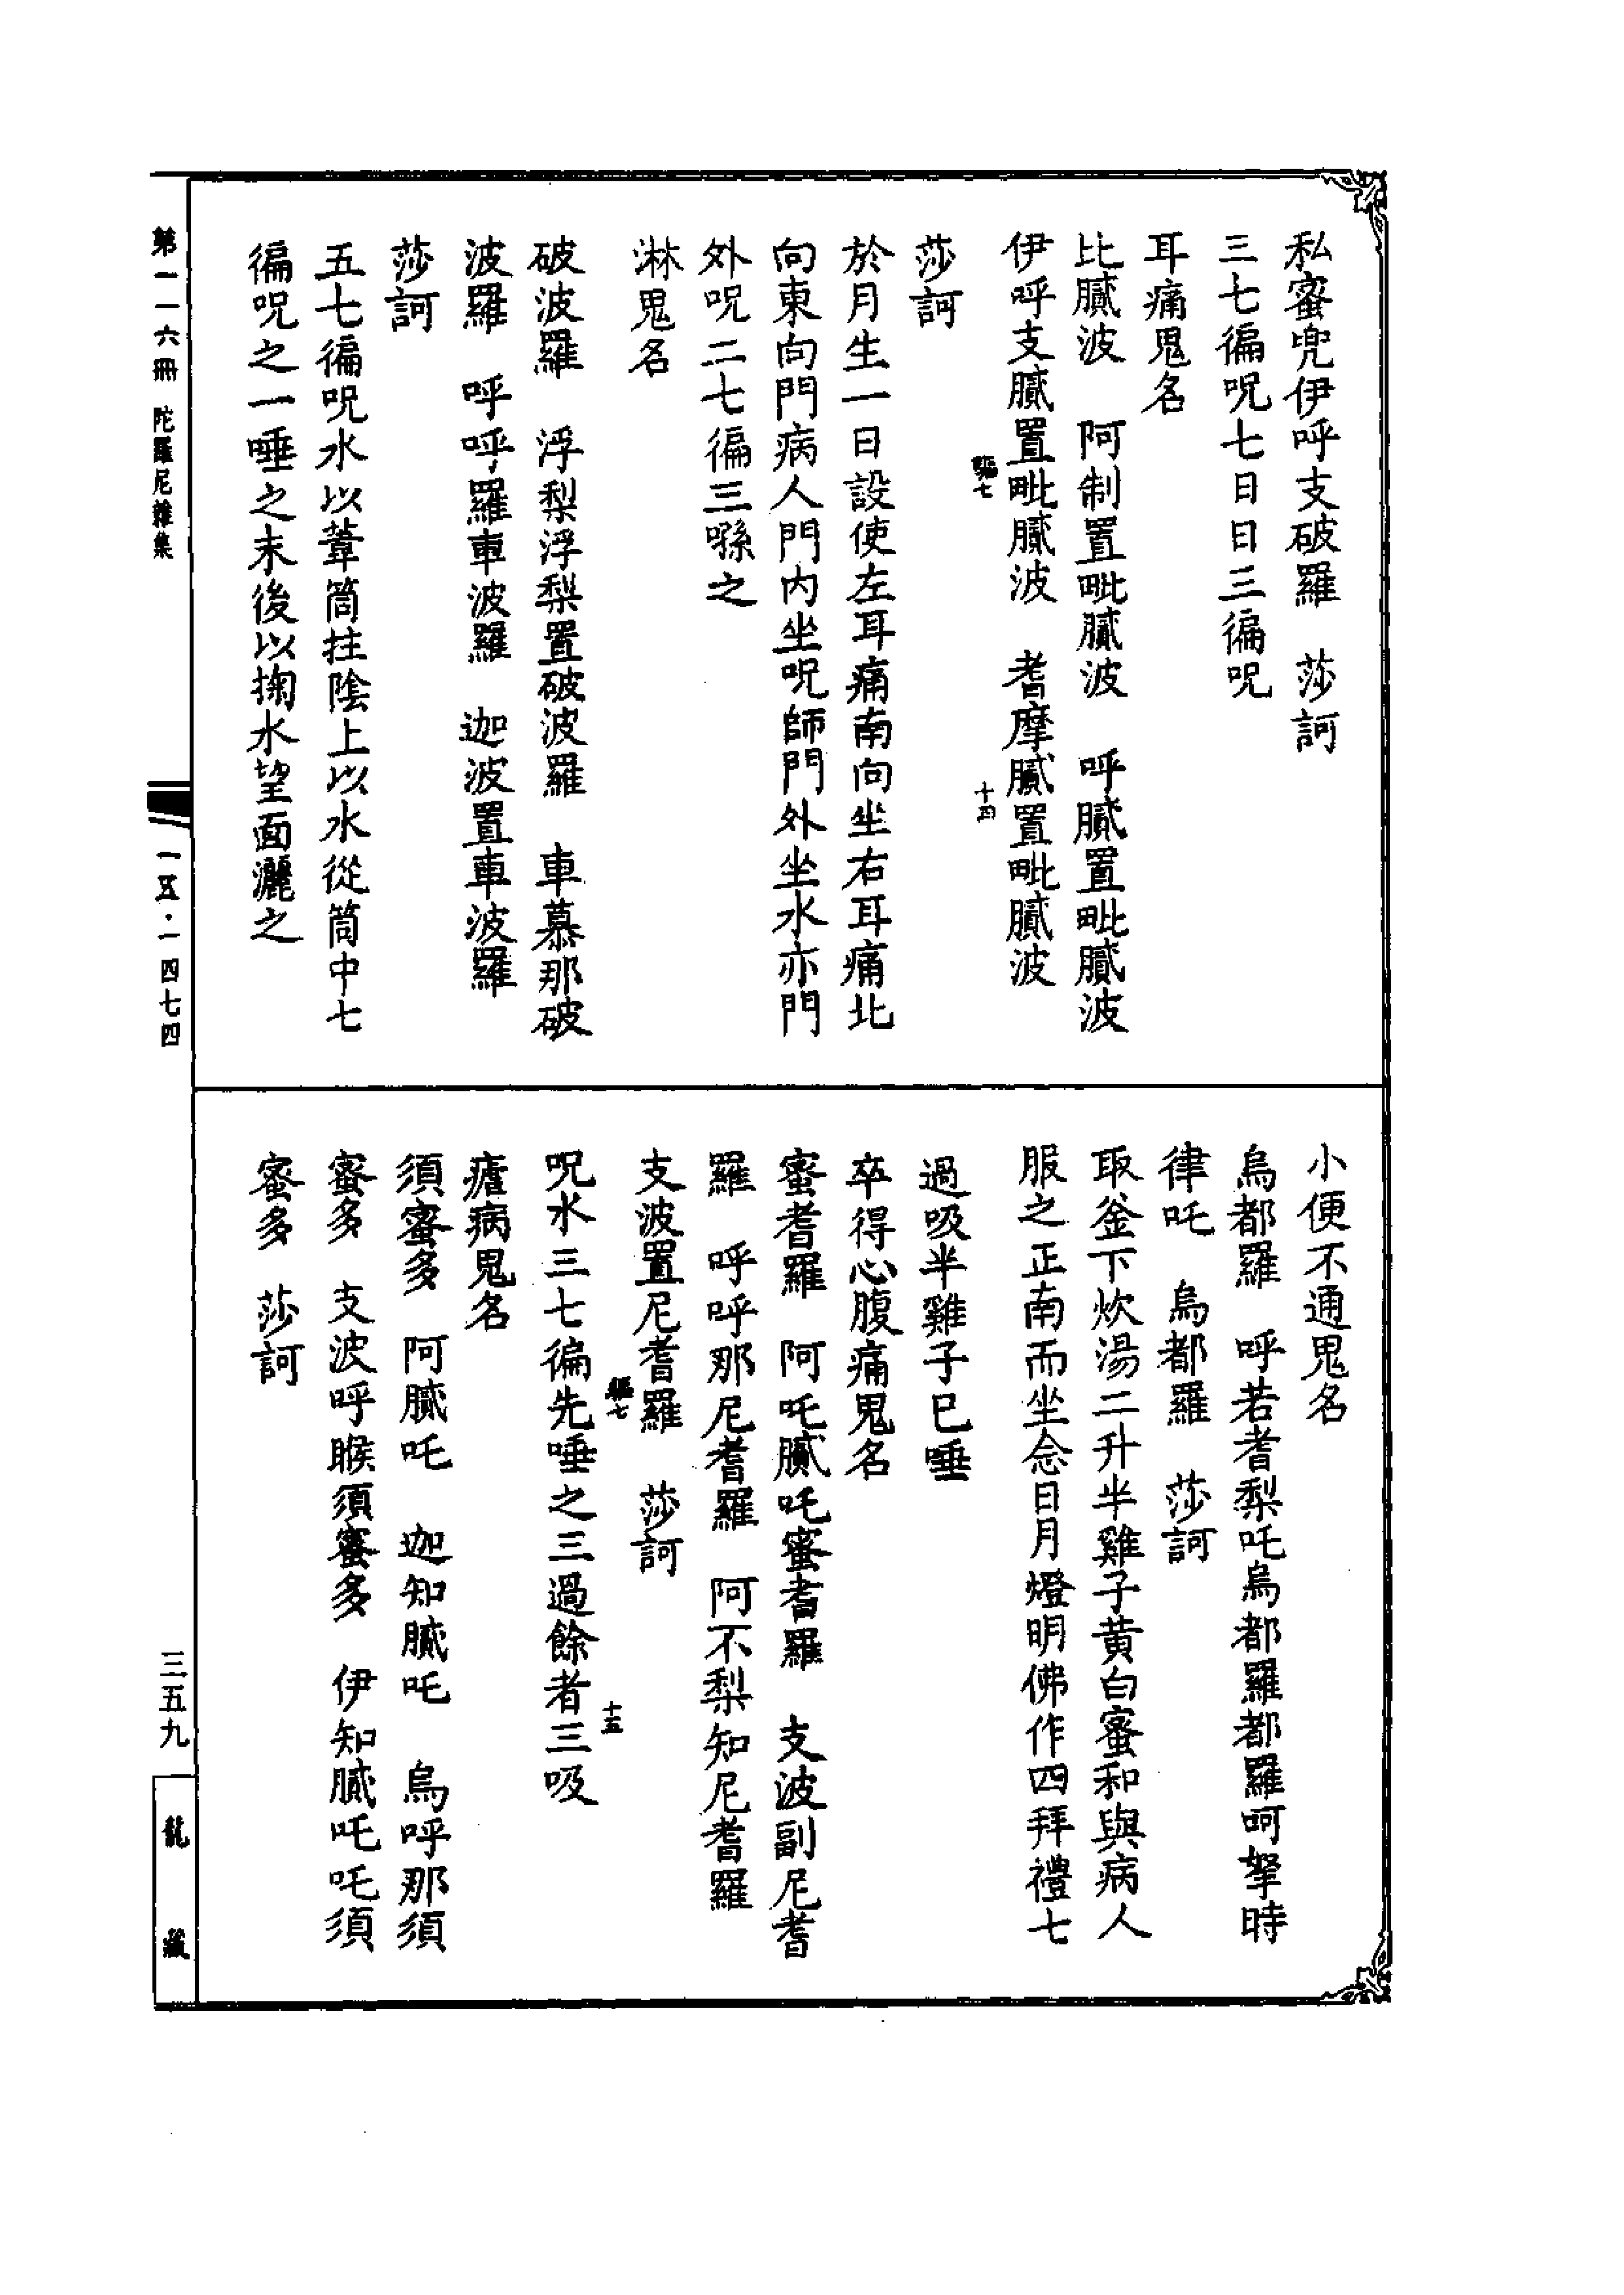 私蜜兜伊呼支破羅　莎訶
三七徧呪七日日三徧呪
耳痛鬼名
比膩波　阿制置毗膩波　呼膩置毗膩波
伊呼支膩置毗膩波　耆摩膩置毗膩波
莎訶
驅七　十四
於月生一日設使左耳痛南向坐右耳痛北
向東向門病人門内坐呪師門外坐水亦門
外呪二七徧三噀之
淋鬼名
破波羅　浮梨浮梨置破波羅　車慕那破
波羅　呼呼羅車波羅　迦波置車波羅
莎訶
五七徧呪水以葦筒拄陰上以水從筒中七
徧呪之一唾之末後以掬水望面灑之
小便不通鬼名
烏都羅　呼若耆梨吒烏都羅都羅呵拏時
律吒　烏都羅　莎訶
取釜下炊湯二升半雞子黃白蜜和與病人
服之正南而坐念日月燈明佛作四拜禮七
過吸半雞子已唾
卒得心腹痛鬼名
蜜耆羅　阿吒膩吒蜜耆羅　支波副尼耆
羅　呼呼那尼耆羅　阿不梨知尼耆羅
支波置尼耆羅　莎訶
驅七　十五
呪水三七徧先唾之三過餘者三吸
瘧病鬼名
須蜜多　阿膩吒　迦知膩吒　烏呼那須
蜜多　支波呼睺須蜜多　伊知膩吒吒須
蜜多　莎訶
第一一六冊　陀羅尼雜集
一五·一四七四
三五九
龍藏